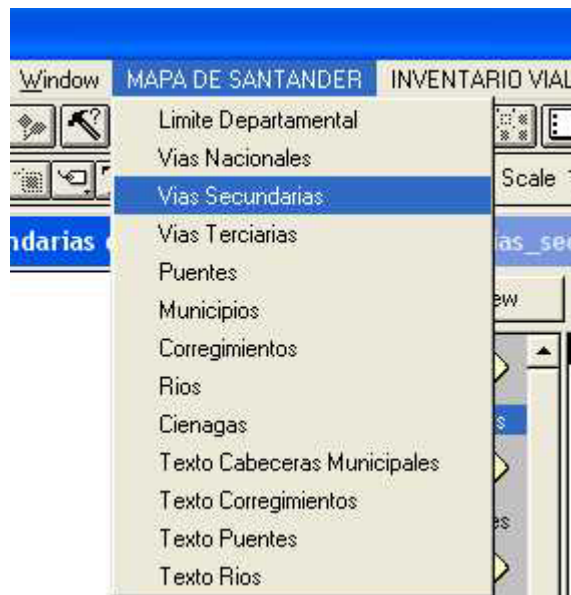 Window MAPA DE SANTANDER INVENTARIO VIAL
Limite Departamental
Vias Nacionales
Vias Secundarias
Scale
Vias Terciarias
Puentes
Municipios
Corregimientos
Rios
Cienagas
Texto Cabeceras Municipales
Texto Corregimientos
Texto Puentes
Texto Rios